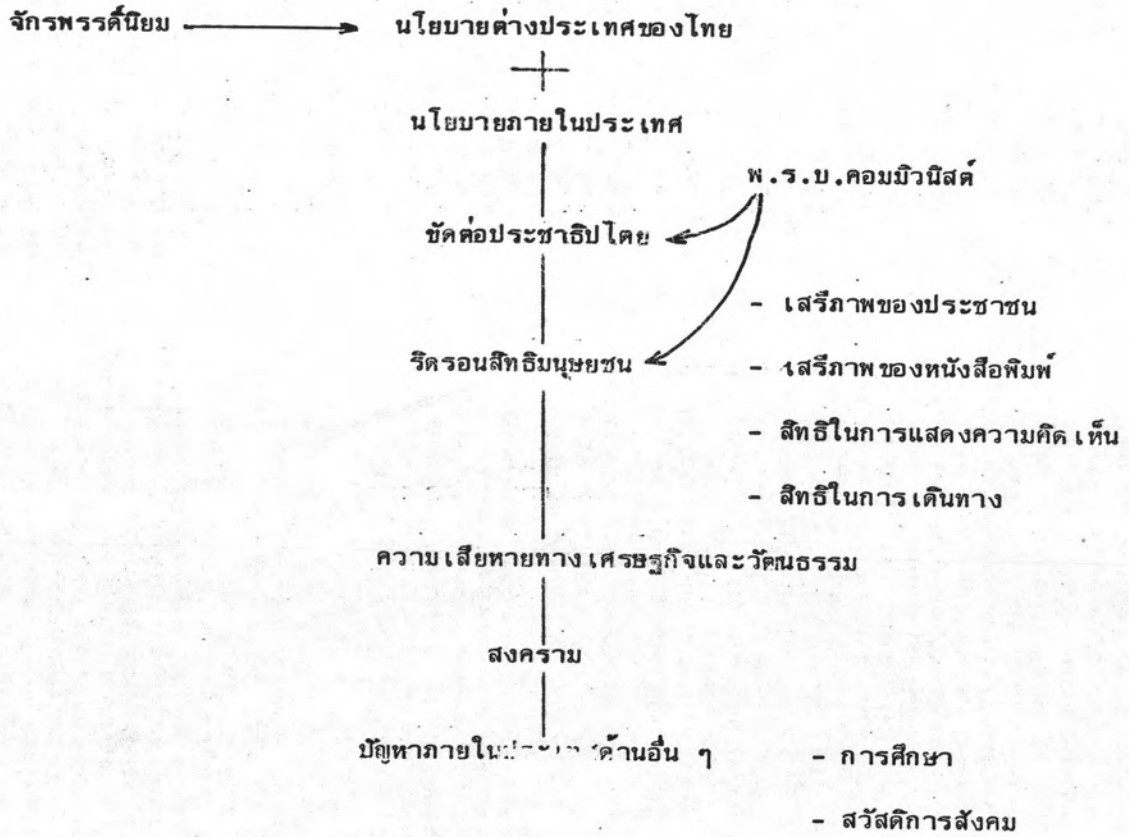 จักรพรรดิ์นิยม นโยบายต่างประเทศของไทย
นโยบายภายในประเทศ
พ.ร.บ.คอมมิวนิสต์
ขัดต่อประชาธิปไตย
- เสรีภาพของประชาชน
ริดรอนสิทธิมนุษยชน - เสรีภาพของหนังสือพิมพ์
- สิทธิในการแสดงความคิดเห็น
- สิทธิในการเดินทาง
ความเสียหายทางเศรษฐกิจและวัฒนธรรม
สงคราม
ปัญหาภายใน ด้านอื่น ๆ - การศึกษา
- สวัสดิการสังคม